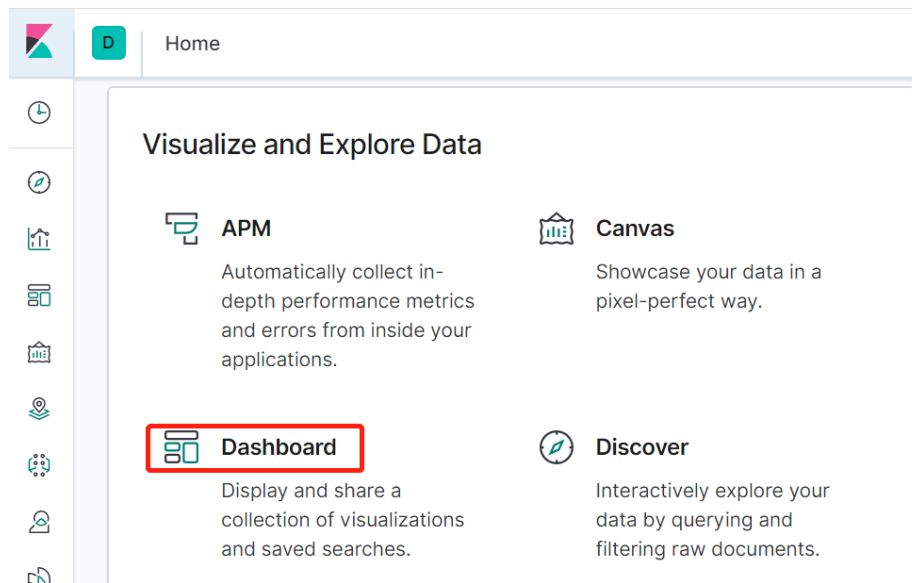 D
Home
Visualize and Explore Data
APM
Automatically collect in-
depth performance metrics
and errors from inside your
applications.
Canvas
Showcase your data in a
pixel-perfect way.
Dashboard
Display and share a
collection of visualizations
and saved searches.
Discover
Interactively explore your
data by querying and
filtering raw documents.